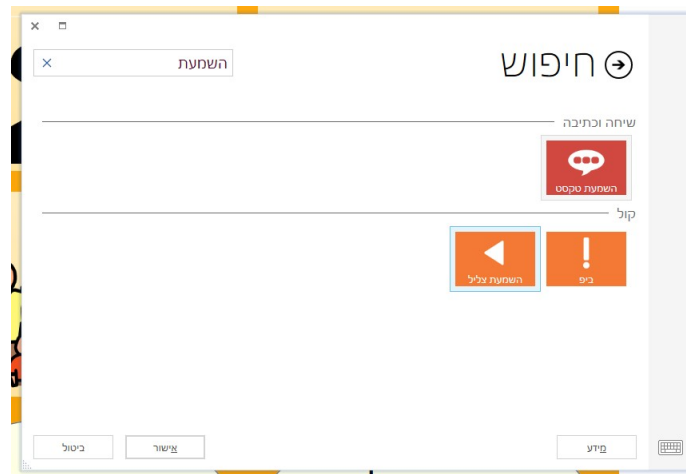 חיפוש
השמעת
שיחה וכתיבה
השמעת טקסט
קול
ביפ
השמעת צליל
מידע
אישור
ביטול